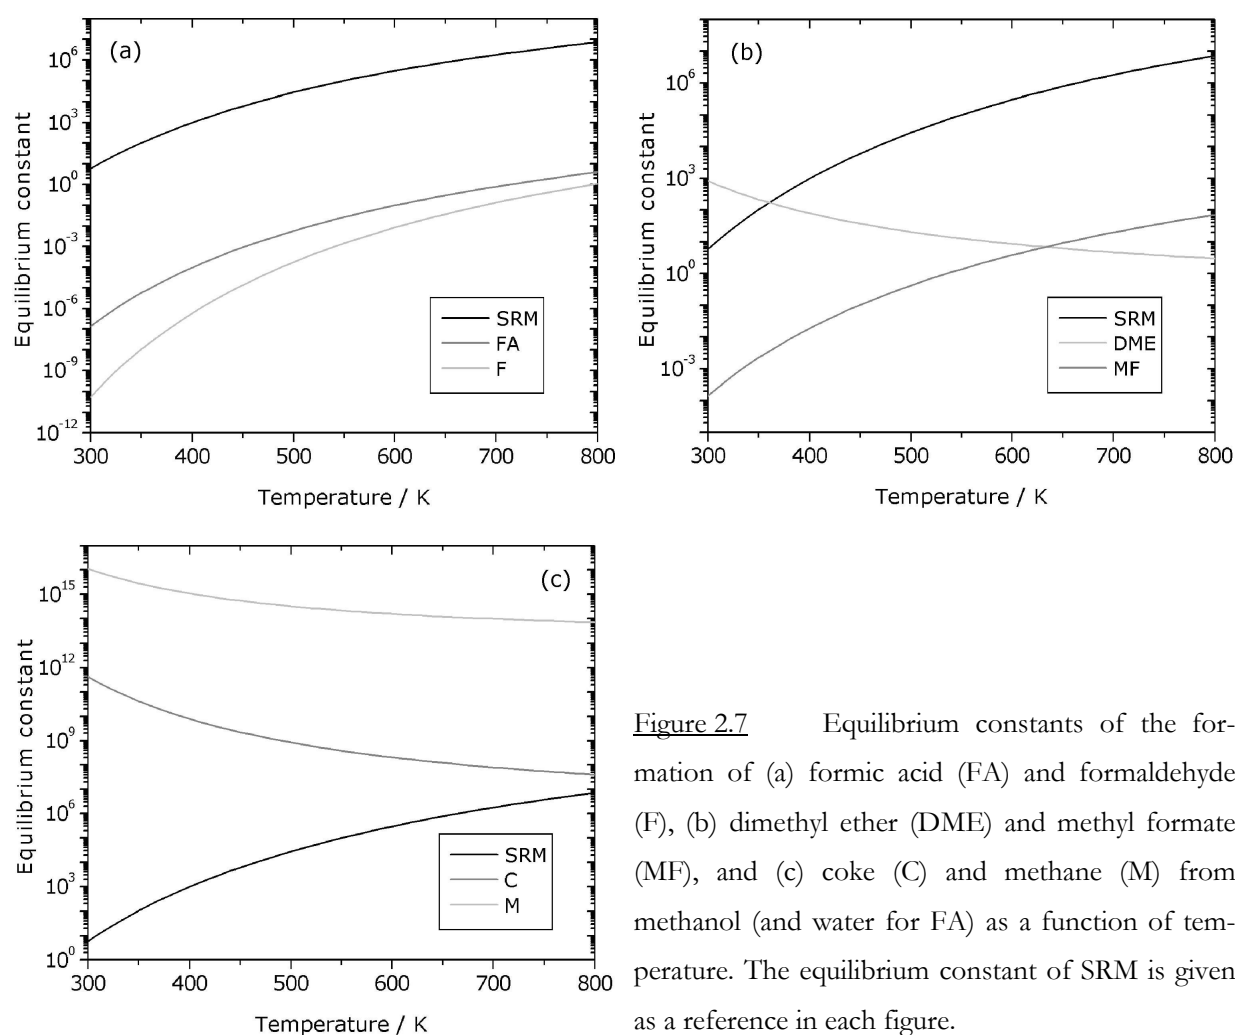 (a)
Equilibrium constant
10^6
10^3
10^0
10^-3
10^-6
10^-9
10^-12
SRM
FA
F
300 400 500 600 700 800
Temperature / K
(b)
Equilibrium constant
10^6
10^3
10^0
10^-3
SRM
DME
MF
300 400 500 600 700 800
Temperature / K
(c)
Equilibrium constant
10^15
10^12
10^9
10^6
10^3
10^0
SRM
C
M
300 400 500 600 700 800
Temperature / K
Figure 2.7 Equilibrium constants of the for-
mation of (a) formic acid (FA) and formaldehyde
(F), (b) dimethyl ether (DME) and methyl formate
(MF), and (c) coke (C) and methane (M) from
methanol (and water for FA) as a function of tem-
perature. The equilibrium constant of SRM is given
as a reference in each figure.